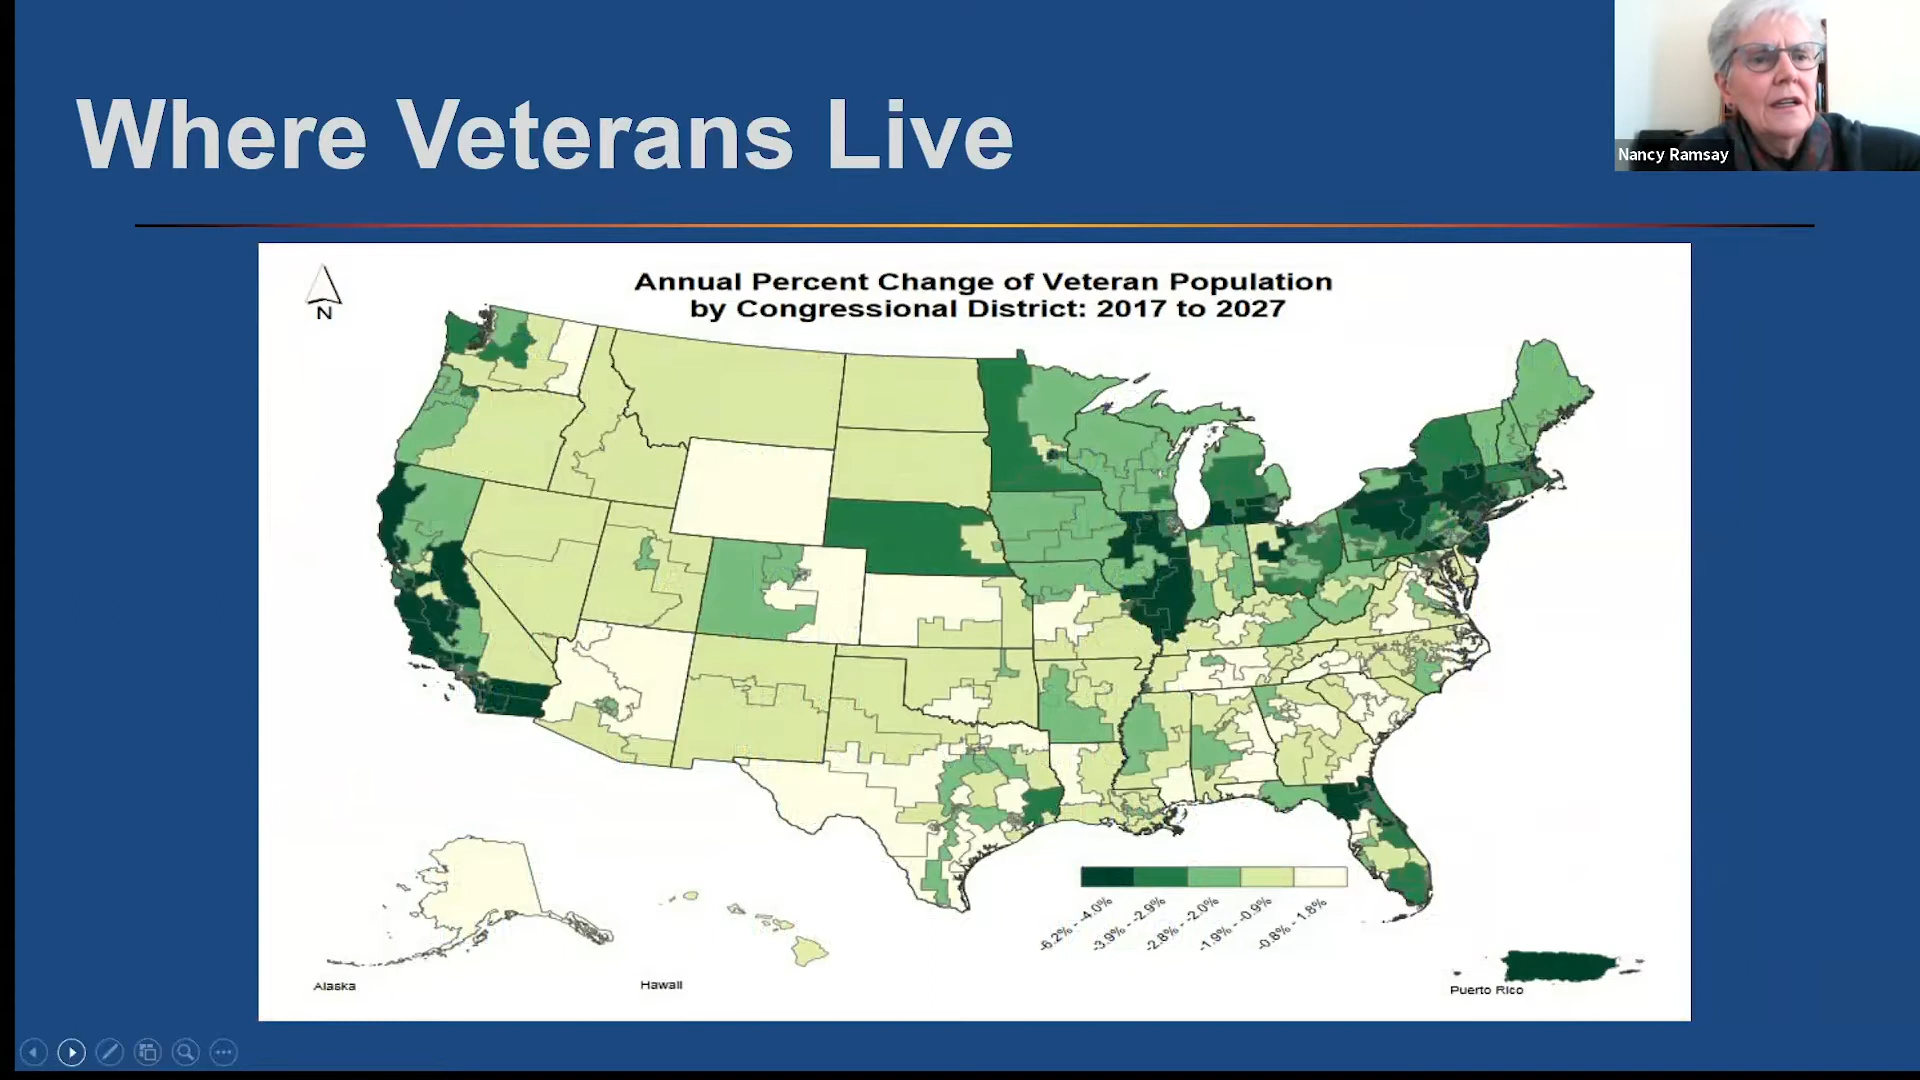 Where Veterans Live
Nancy Ramsay
Annual Percent Change of Veteran Population
by Congressional District: 2017 to 2027
N
-6.2% - -4.0%
-3.9% - -2.9%
-2.8% - -2.0%
-1.9% - -0.9%
-0.8% - 1.8%
Alaska
Hawaii
Puerto Rico